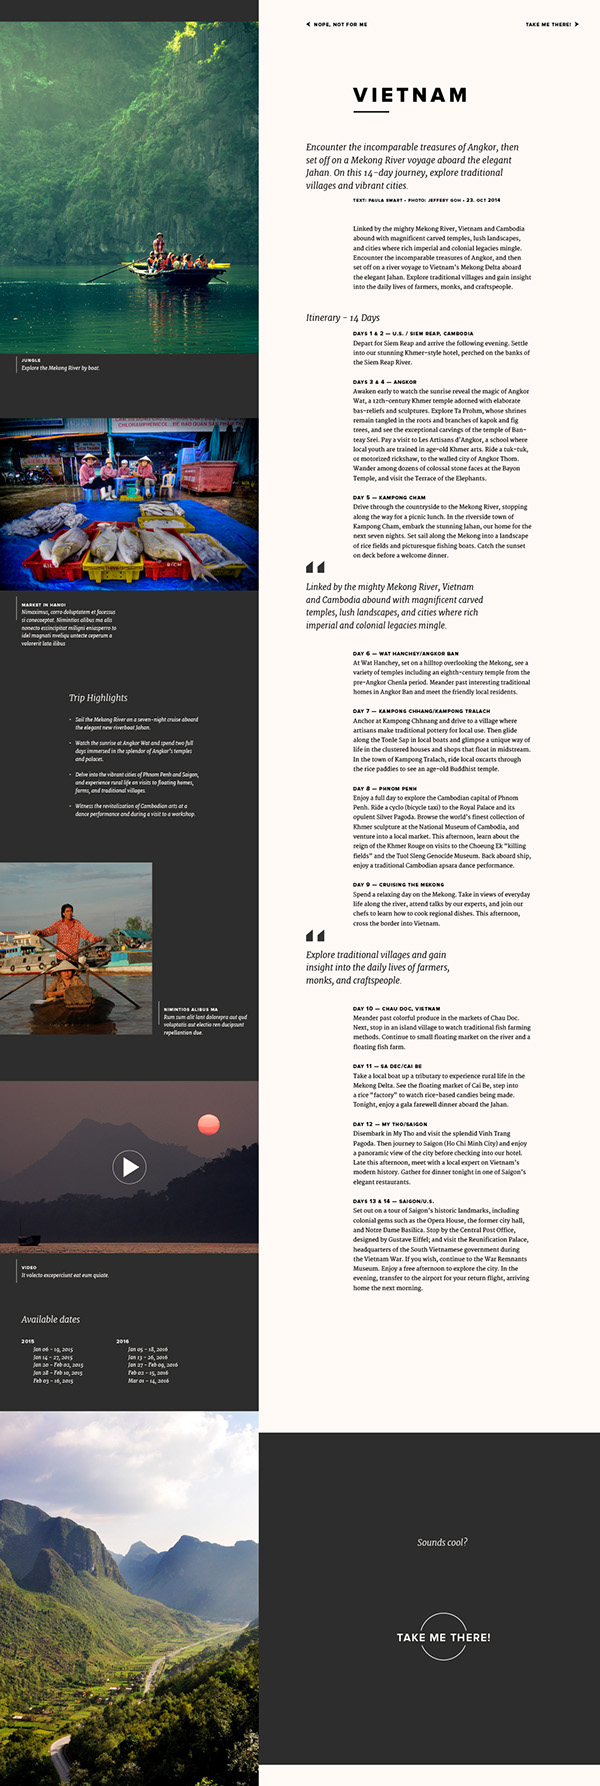 NOPE, NOT FOR ME
TAKE ME THERE!
VIETNAM
Encounter the incomparable treasures of Angkor, then
set off on a Mekong River voyage aboard the elegant
Jahan. On this 14-day journey, explore traditional
villages and vibrant cities.
TEXT: PAULA SWART • PHOTO: JEFFERY GOH • 23. OCT 2014
Linked by the mighty Mekong River, Vietnam and Cambodia
abound with magnificent carved temples, lush landscapes,
and cities where rich imperial and colonial legacies mingle.
Encounter the incomparable treasures of Angkor, and then
set off on a river voyage to Vietnam's Mekong Delta aboard
the elegant Jahan. Explore traditional villages and gain insight
into the daily lives of farmers, monks, and craftspeople.
Itinerary - 14 Days
DAYS 1 & 2 — U.S. / SIEM REAP, CAMBODIA
Depart for Siem Reap and arrive the following evening. Settle
into our stunning Khmer-style hotel, perched on the banks of
the Siem Reap River.
DAYS 3 & 4 — ANGKOR
Awaken early to watch the sunrise reveal the magic of Angkor
Wat, a 12th-century Khmer temple adorned with elaborate
bas-reliefs and sculptures. Explore Ta Prohm, whose shrines
remain tangled in the roots and branches of kapok and fig
trees, and see the exceptional carvings of the temple of Ban-
teay Srei. Pay a visit to Les Artisans d'Angkor, a school where
local youth are trained in age-old Khmer arts. Ride a tuk-tuk,
or motorized rickshaw, to the walled city of Angkor Thom.
Wander among dozens of colossal stone faces at the Bayon
Temple, and visit the Terrace of the Elephants.
DAY 5 — KAMPONG CHAM
Drive through the countryside to the Mekong River, stopping
along the way for a picnic lunch. In the riverside town of
Kampong Cham, embark the stunning Jahan, our home for the
next seven nights. Set sail along the Mekong into a landscape
of rice fields and picturesque fishing boats. Catch the sunset
on deck before a welcome dinner.
Linked by the mighty Mekong River, Vietnam
and Cambodia abound with magnificent carved
temples, lush landscapes, and cities where rich
imperial and colonial legacies mingle.
DAY 6 — WAT HANCHEY/ANGKOR BAN
At Wat Hanchey, set on a hilltop overlooking the Mekong, see a
variety of temples including an eighth-century temple from the
pre-Angkor Chenla period. Meander past interesting traditional
homes in Angkor Ban and meet the friendly local residents.
DAY 7 — KAMPONG CHHANG/KAMPONG TRALACH
Anchor at Kampong Chhnang and drive to a village where
artisans make traditional pottery for local use. Then glide
along the Tonle Sap in local boats and glimpse a unique way of
life in the clustered houses and shops that float in midstream.
In the town of Kampong Tralach, ride local oxcarts through
the rice paddies to see an age-old Buddhist temple.
DAY 8 — PHNOM PENH
Enjoy a full day to explore the Cambodian capital of Phnom
Penh. Ride a cyclo (bicycle taxi) to the Royal Palace and its
opulent Silver Pagoda. Browse the world's finest collection of
Khmer sculpture at the National Museum of Cambodia, and
venture into a local market. This afternoon, learn about the
reign of the Khmer Rouge on visits to the Choeung Ek "killing
fields" and the Tuol Sleng Genocide Museum. Back aboard ship,
enjoy a traditional Cambodian apsara dance performance.
DAY 9 — CRUISING THE MEKONG
Spend a relaxing day on the Mekong. Take in views of everyday
life along the river, attend talks by our experts, and join our
chefs to learn how to cook regional dishes. This afternoon,
cross the border into Vietnam.
Explore traditional villages and gain
insight into the daily lives of farmers,
monks, and craftspeople.
DAY 10 — CHAU DOC, VIETNAM
Meander past colorful produce in the markets of Chau Doc.
Next, stop in an island village to watch traditional fish farming
methods. Continue to small floating market on the river and a
floating fish farm.
DAY 11 — SA DEC/CAI BE
Take a local boat up a tributary to experience rural life in the
Mekong Delta. See the floating market of Cai Be, step into
a rice "factory" to watch rice-based candies being made.
Tonight, enjoy a gala farewell dinner aboard the Jahan.
DAY 12 — MY THO/SAIGON
Disembark in My Tho and visit the splendid Vinh Trang
Pagoda. Then journey to Saigon (Ho Chi Minh City) and enjoy
a panoramic view of the city before checking into our hotel.
Late this afternoon, meet with a local expert on Vietnam's
modern history. Gather for dinner tonight in one of Saigon's
elegant restaurants.
DAYS 13 & 14 — SAIGON/U.S.
Set out on a tour of Saigon's historic landmarks, including
colonial gems such as the Opera House, the former city hall,
and Notre Dame Basilica. Stop by the Central Post Office,
designed by Gustave Eiffel; and visit the Reunification Palace,
headquarters of the South Vietnamese government during
the Vietnam War. If you wish, continue to the War Remnants
Museum. Enjoy a free afternoon to explore the city. In the
evening, transfer to the airport for your return flight, arriving
home the next morning.
JUNGLE
Explore the Mekong River by boat.
MARKET IN HANOI
Nimaximus, corro doluptatem et facessus
si conecaeptat. Nimintios alibus ma alis
nonecto essincipitat miligni eniasperro to
idel magnati nveliqu untecte ceperum a
volorerit lata ilibus
Trip Highlights
• Sail the Mekong River on a seven-night cruise aboard
the elegant new riverboat Jahan.
• Watch the sunrise at Angkor Wat and spend two full
days immersed in the splendor of Angkor's temples
and palaces.
• Delve into the vibrant cities of Phnom Penh and Saigon,
and experience rural life on visits to floating homes,
farms, and traditional villages.
• Witness the revitalization of Cambodian arts at a
dance performance and during a visit to a workshop.
NIMINTIOS ALIBUS MA
Rum sum alit lant dolorepra aut qud
voluptatis aut electio ren ducipsunt
repellantion due.
VIDEO
It volecto exceperciunt eat eum quiate.
Available dates
2015
Jan 06 - 19, 2015
Jan 14 - 27, 2015
Jan 20 - Feb 02, 2015
Jan 28 - Feb 10, 2015
Feb 03 - 16, 2015
2016
Jan 05 - 18, 2016
Jan 13 - 26, 2016
Jan 27 - Feb 09, 2016
Feb 02 - 15, 2016
Mar 01 - 14, 2016
Sounds cool?
TAKE ME THERE!